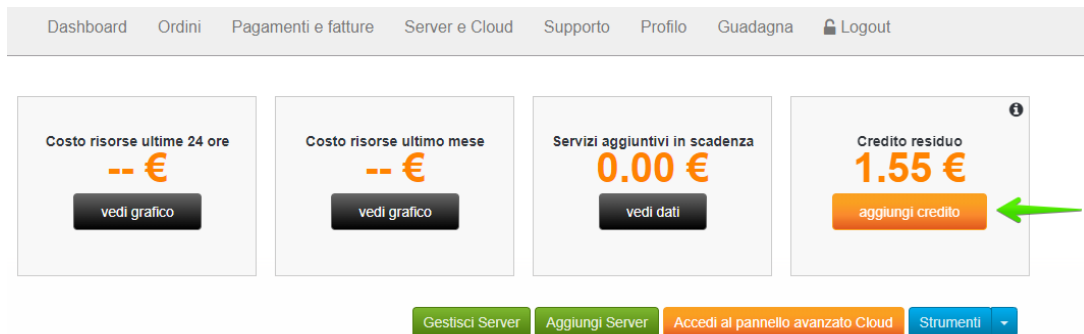 Dashboard Ordini Pagamenti e fatture Server e Cloud Supporto Profilo Guadagna Logout
Costo risorse ultime 24 ore
-- €
vedi grafico
Costo risorse ultimo mese
-- €
vedi grafico
Servizi aggiuntivi in scadenza
0.00 €
vedi dati
Credito residuo
1.55 €
aggiungi credito
Gestisci Server Aggiungi Server Accedi al pannello avanzato Cloud Strumenti